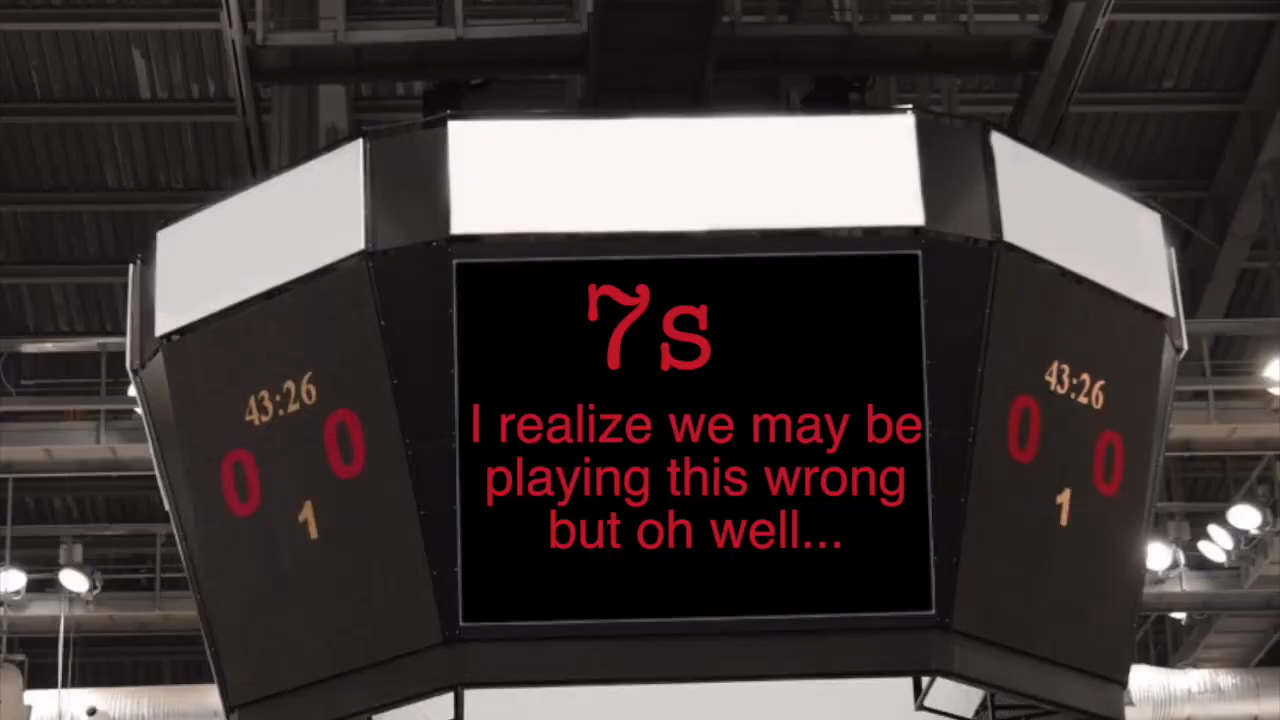 7s
I realize we may be
playing this wrong
but oh well...
43:26
0 0
1
43:26
0 0
1